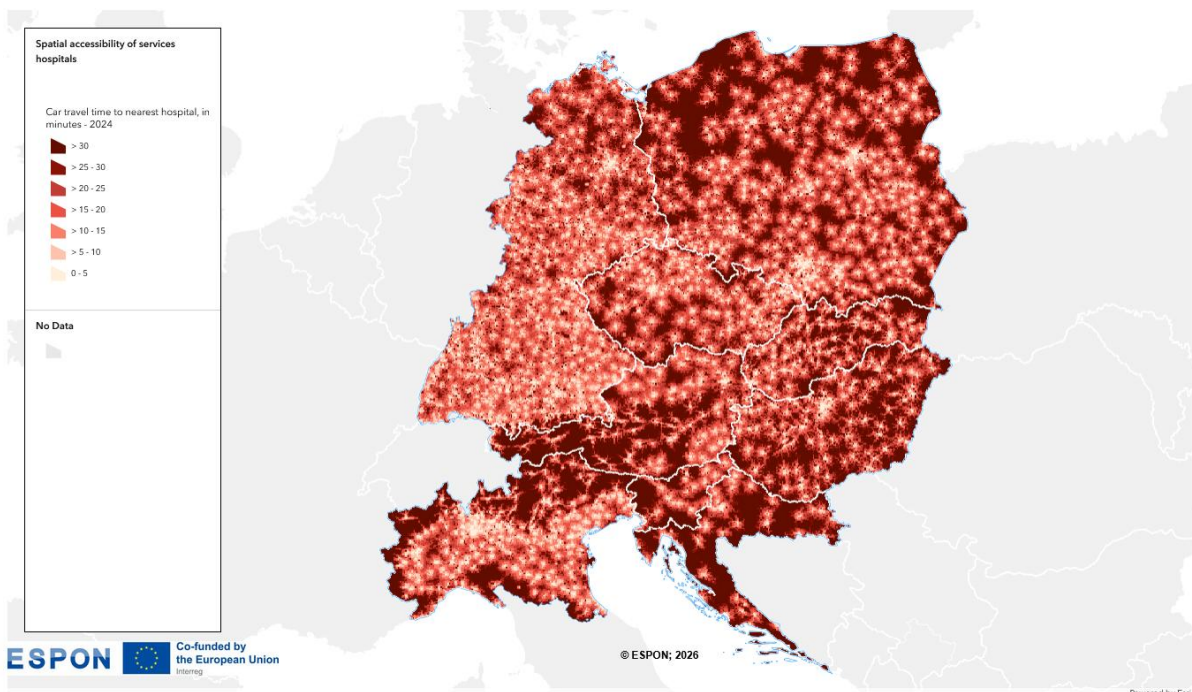 Spatial accessibility of services
hospitals
Car travel time to nearest hospital, in
minutes - 2024
> 30
> 25 - 30
> 20 - 25
> 15 - 20
> 10 - 15
> 5 - 10
0 - 5
No Data
ESPON
Co-funded by
the European Union
Interreg
© ESPON; 2026